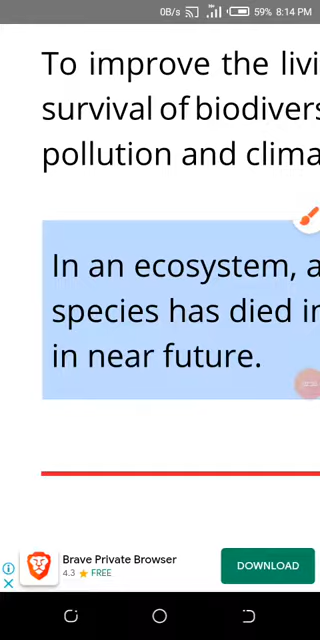 0B/s 59% 8:14 PM
To improve the livi
survival of biodivers
pollution and clima
In an ecosystem, a
species has died in
in near future.
Brave Private Browser
4.3 ★ FREE
DOWNLOAD